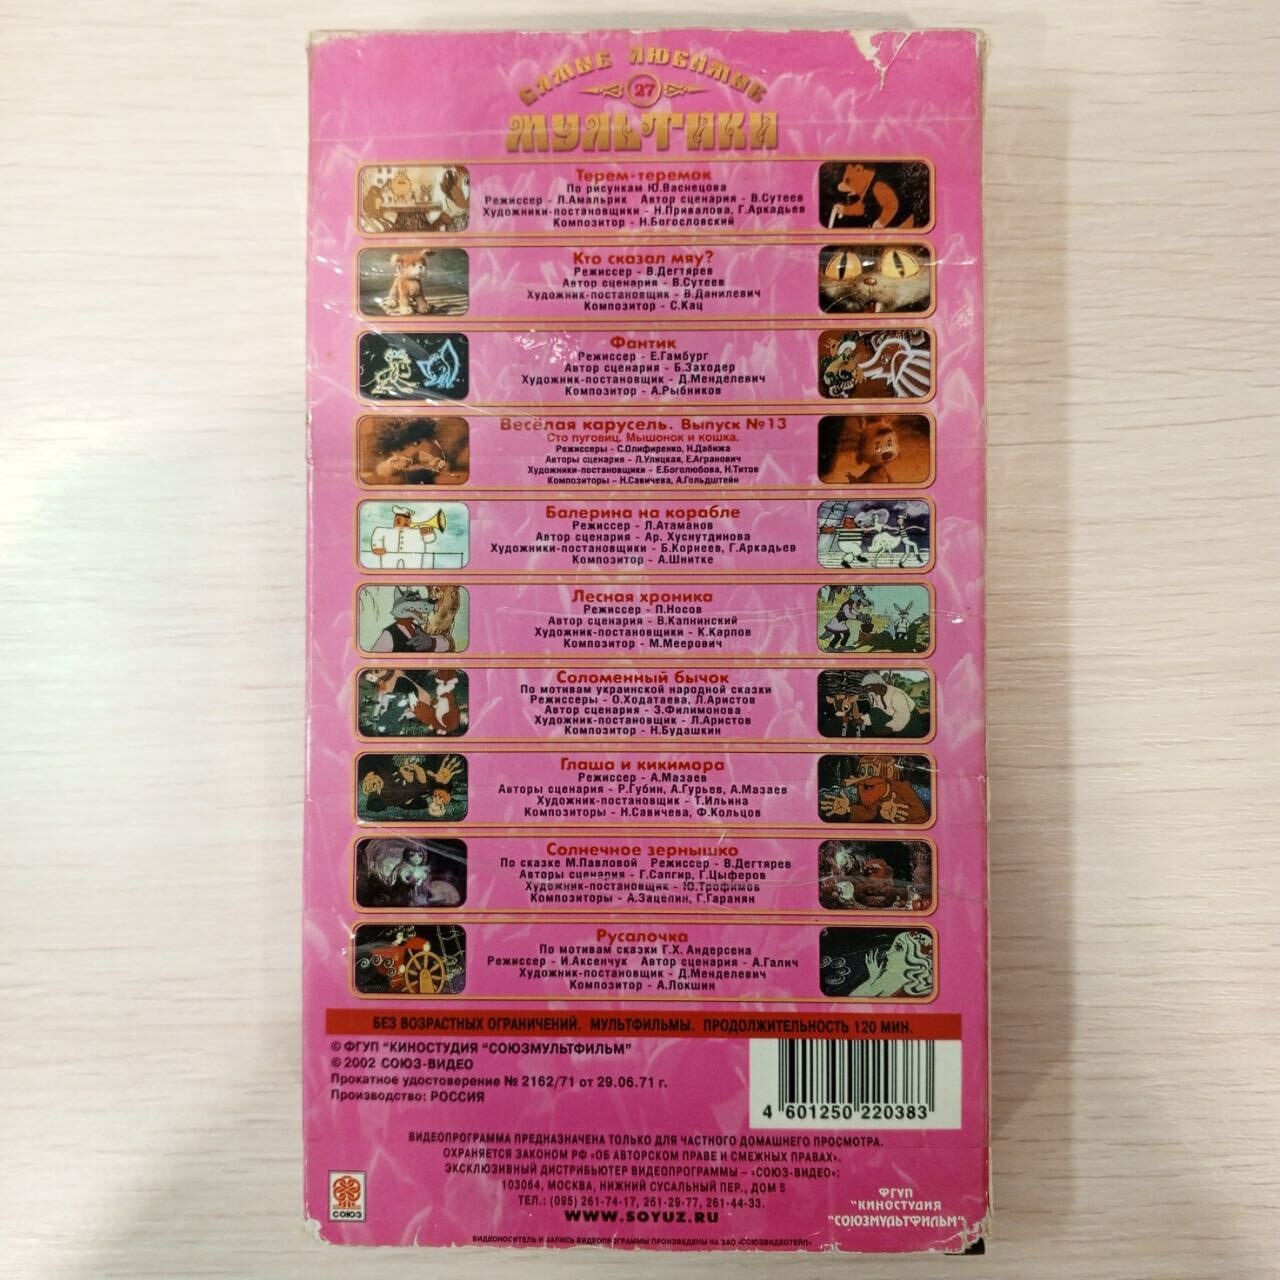 САМЫЕ ЛЮБИМЫЕ
27
МУЛЬТИКИ
Терем-теремок
По рисункам Ю.Васнецова
Режиссер - Л.Амальрик Автор сценария - В.Сутеев
Художники-постановщики - Н.Привалова, Г.Аркадьев
Композитор - Н.Богословский
Кто сказал мяу?
Режиссер - В.Дегтярев
Автор сценария - В.Сутеев
Художник-постановщик - В.Данилевич
Композитор - С.Кац
Фантик
Режиссер - Е.Гамбург
Автор сценария - Б.Заходер
Художник-постановщик - Д.Менделевич
Композитор - А.Рыбников
Весёлая карусель. Выпуск №13
Сто пуговиц. Мышонок и кошка.
Режиссеры - С.Олифиренко, Н.Дабижа
Авторы сценария - Л.Улицкая, Е.Агранович
Художники-постановщики - Е.Боголюбова, Н.Титов
Композиторы - Н.Савичева, А.Гольдштейн
Балерина на корабле
Режиссер - Л.Атаманов
Автор сценария - Ар. Хуснутдинова
Художники-постановщики - Б.Корнеев, Г.Аркадьев
Композитор - А.Шнитке
Лесная хроника
Режиссер - П.Носов
Автор сценария - В.Капнинский
Художник-постановщики - К.Карпов
Композитор - М.Меерович
Соломенный бычок
По мотивам украинской народной сказки
Режиссеры - О.Ходатаева, Л.Аристов
Автор сценария - З.Филимонова
Художник-постановщик - Л.Аристов
Композитор - Н.Будашкин
Глаша и кикимора
Режиссер - А.Мазаев
Авторы сценария - Р.Губин, А.Гурьев, А.Мазаев
Художник-постановщик - Т.Ильина
Композиторы - Н.Савичева, Ф.Кольцов
Солнечное зернышко
По сказке М.Павловой Режиссер - В.Дегтярев
Авторы сценария - Г.Сапгир, Г.Цыферов
Художник-постановщик - Ю.Трофимов
Композиторы - А.Зацепин, Г.Гаранян
Русалочка
По мотивам сказки Г.Х. Андерсена
Режиссер - И.Аксенчук Автор сценария - А.Галич
Художник-постановщик - Д.Менделевич
Композитор - А.Локшин
БЕЗ ВОЗРАСТНЫХ ОГРАНИЧЕНИЙ. МУЛЬТФИЛЬМЫ. ПРОДОЛЖИТЕЛЬНОСТЬ 120 МИН.
© ФГУП "КИНОСТУДИЯ "СОЮЗМУЛЬТФИЛЬМ"
© 2002 СОЮЗ-ВИДЕО
Прокатное удостоверение № 2162/71 от 29.06.71 г.
Производство: РОССИЯ
4 601250 220383
ВИДЕОПРОГРАММА ПРЕДНАЗНАЧЕНА ТОЛЬКО ДЛЯ ЧАСТНОГО ДОМАШНЕГО ПРОСМОТРА.
ОХРАНЯЕТСЯ ЗАКОНОМ РФ «ОБ АВТОРСКОМ ПРАВЕ И СМЕЖНЫХ ПРАВАХ».
ЭКСКЛЮЗИВНЫЙ ДИСТРИБЬЮТЕР ВИДЕОПРОГРАММЫ – «СОЮЗ-ВИДЕО»:
103064, МОСКВА, НИЖНИЙ СУСАЛЬНЫЙ ПЕР., ДОМ 5
ТЕЛ.: (095) 261-74-17, 261-29-77, 261-44-33.
WWW.SOYUZ.RU
СОЮЗ
ФГУП
"КИНОСТУДИЯ
"СОЮЗМУЛЬТФИЛЬМ"
ВИДЕОНОСИТЕЛЬ И ЗАПИСЬ ВИДЕОПРОГРАММЫ ПРОИЗВЕДЕНЫ НА ЗАО «СОЮЗВИДЕОТЕЙП»